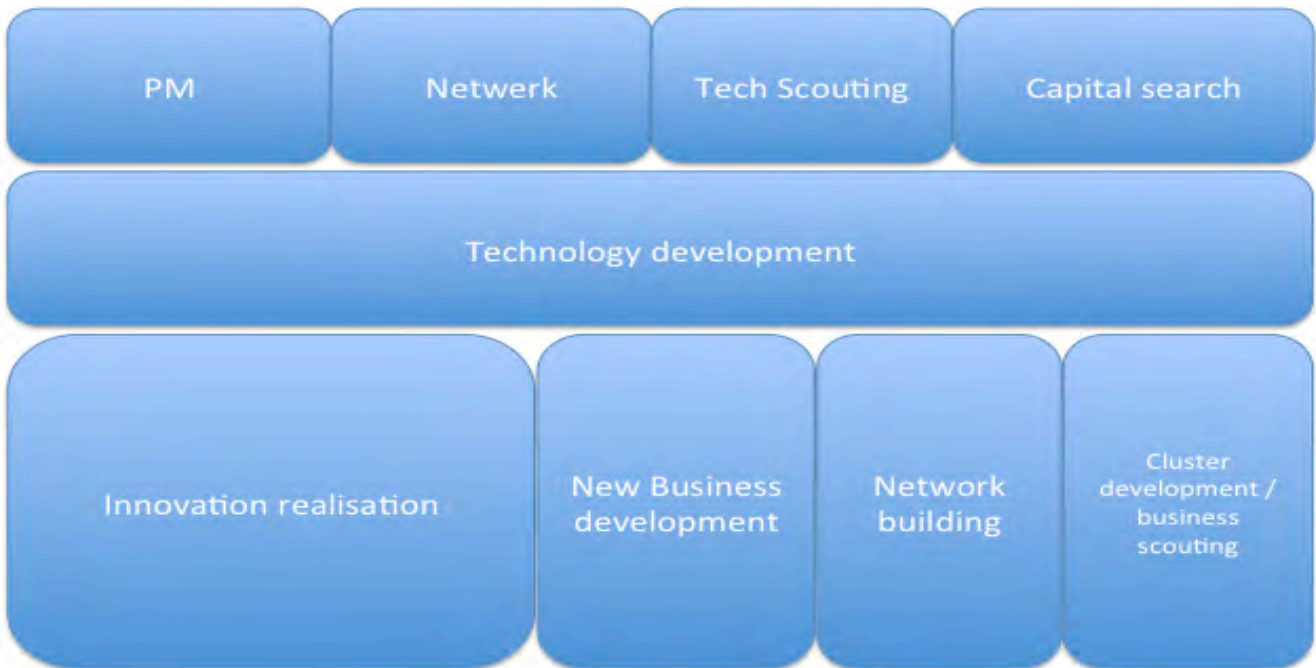 PM
Netwerk
Tech Scouting
Capital search
Technology development
Innovation realisation
New Business
development
Network
building
Cluster
development /
business
scouting